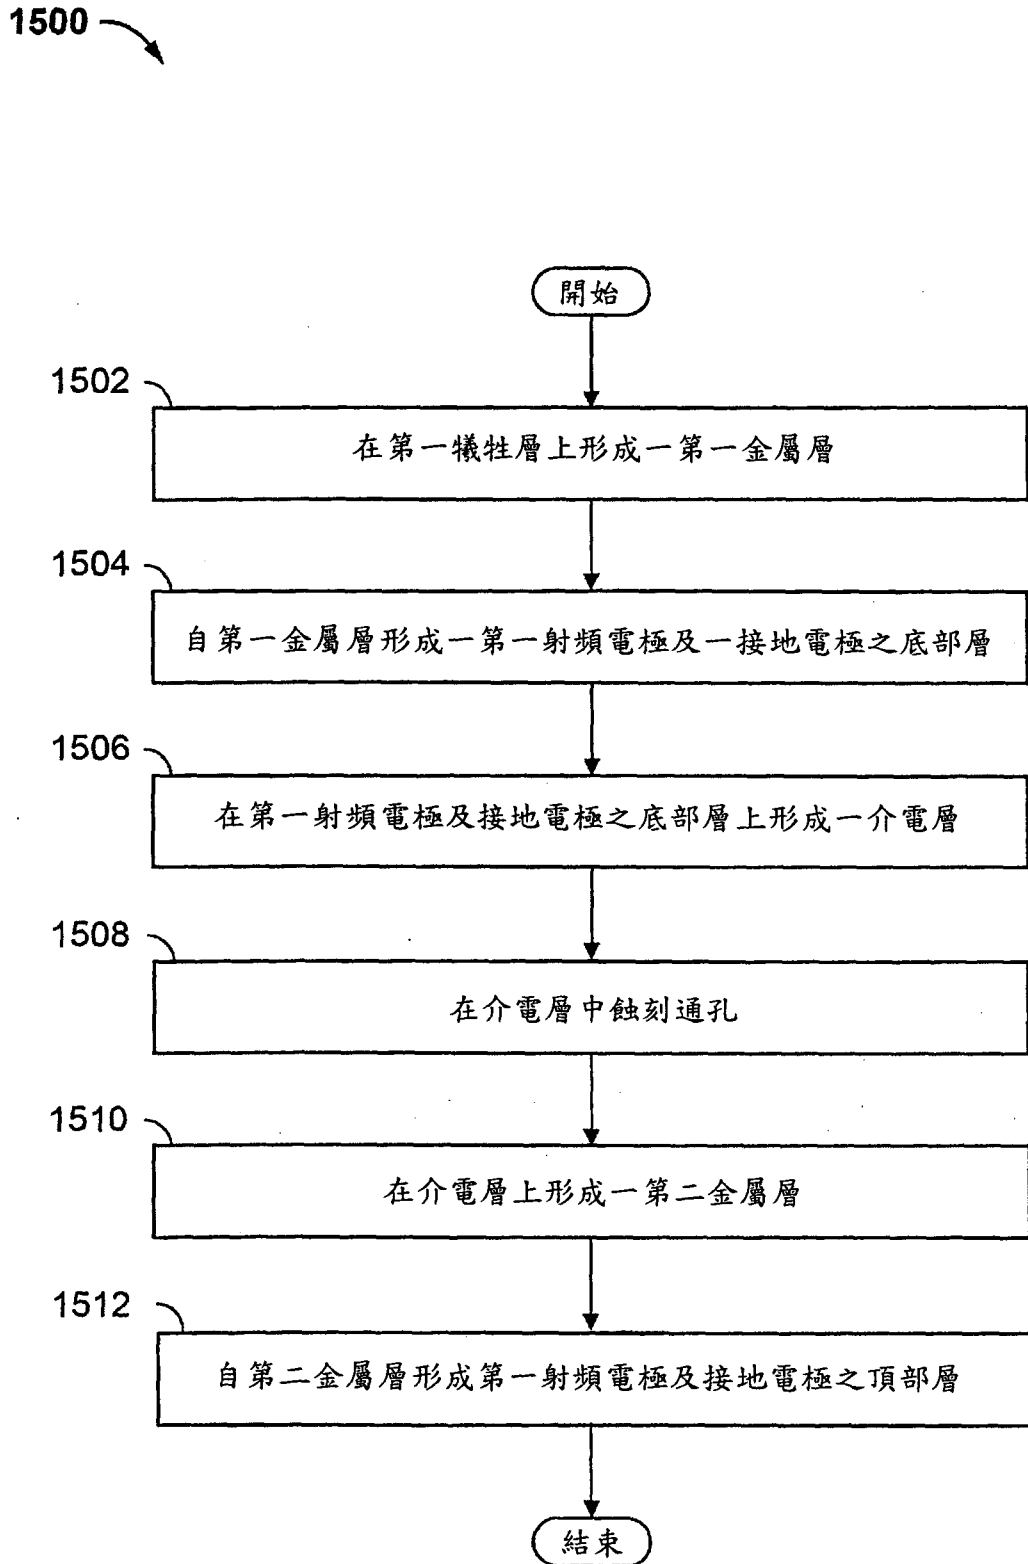 1500
開始
1502
在第一犧牲層上形成一第一金屬層
1504
自第一金屬層形成一第一射頻電極及一接地電極之底部層
1506
在第一射頻電極及接地電極之底部層上形成一介電層
1508
在介電層中蝕刻通孔
1510
在介電層上形成一第二金屬層
1512
自第二金屬層形成第一射頻電極及接地電極之頂部層
結束